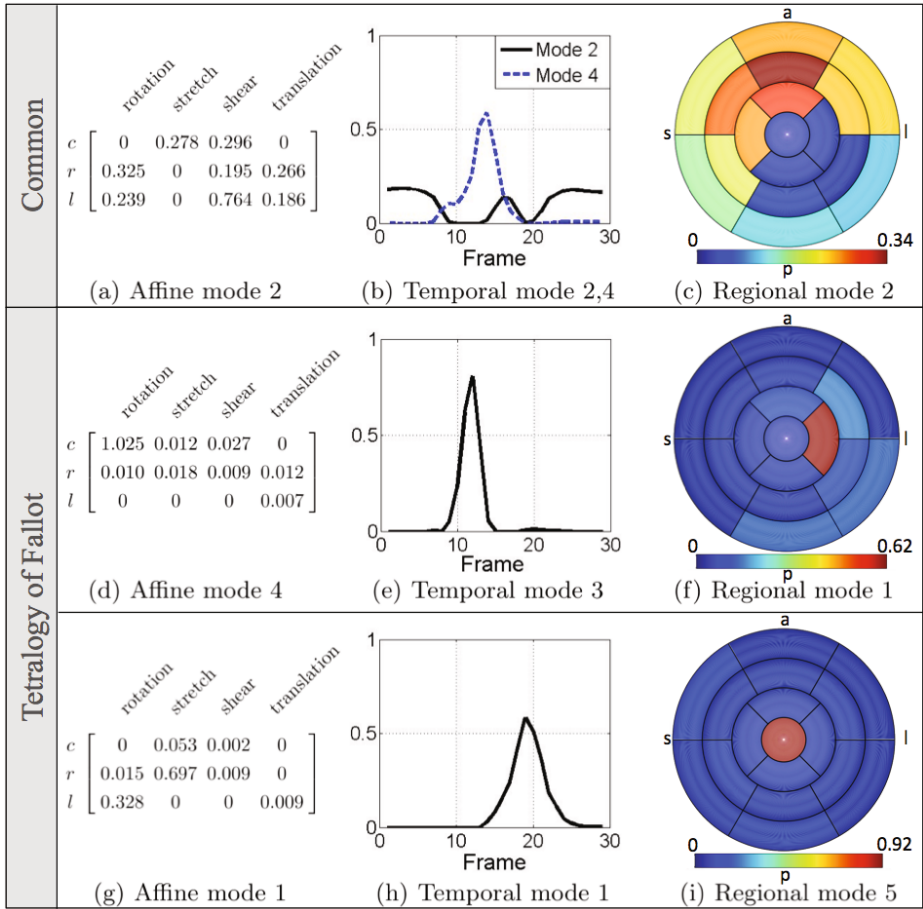 Common
rotation stretch shear translation
c 0 0.278 0.296 0
r 0.325 0 0.195 0.266
l 0.239 0 0.764 0.186
(a) Affine mode 2
1
0.5
0
0 10 20 30
Frame
Mode 2
Mode 4
(b) Temporal mode 2,4
a
s
l
0 0.34
p
(c) Regional mode 2
Tetralogy of Fallot
rotation stretch shear translation
c 1.025 0.012 0.027 0
r 0.010 0.018 0.009 0.012
l 0 0 0 0.007
(d) Affine mode 4
1
0.5
0
0 10 20 30
Frame
(e) Temporal mode 3
a
s
l
0 0.62
p
(f) Regional mode 1
rotation stretch shear translation
c 0 0.053 0.002 0
r 0.015 0.697 0.009 0
l 0.328 0 0 0.009
(g) Affine mode 1
1
0.5
0
0 10 20 30
Frame
(h) Temporal mode 1
a
s
l
0 0.92
p
(i) Regional mode 5